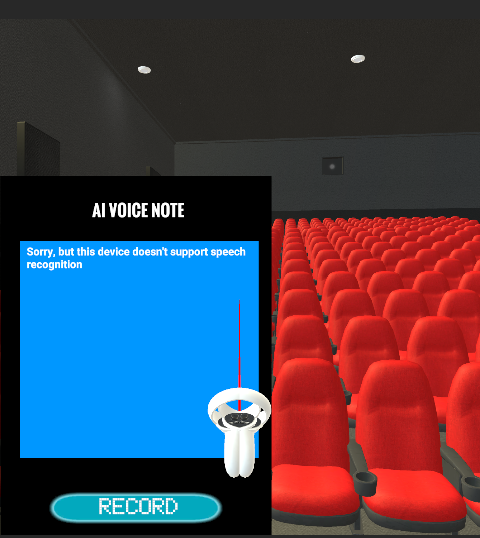 AI VOICE NOTE
Sorry, but this device doesn't support speech
recognition
RECORD